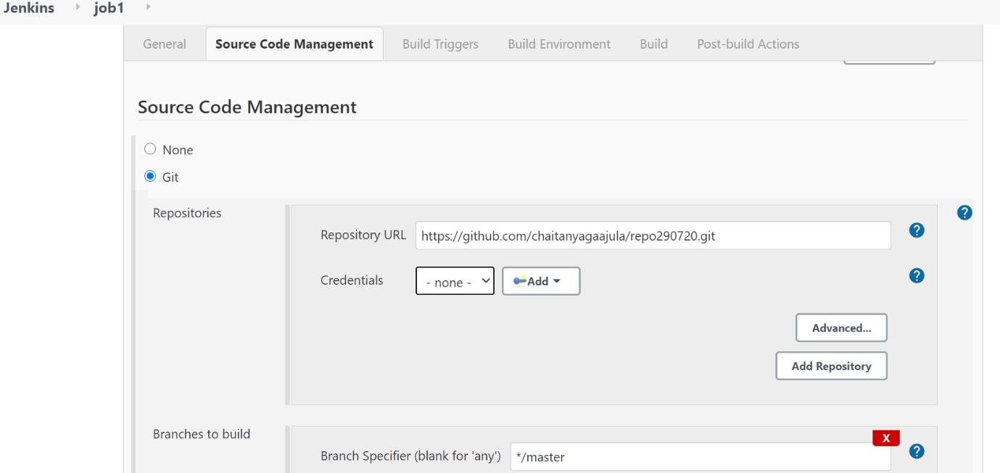 Jenkins job1
General Source Code Management Build Triggers Build Environment Build Post-build Actions
Source Code Management
None
Git
Repositories
Repository URL https://github.com/chaitanyagaajula/repo290720.git
Credentials - none - Add
Advanced...
Add Repository
Branches to build
X
Branch Specifier (blank for 'any') */master